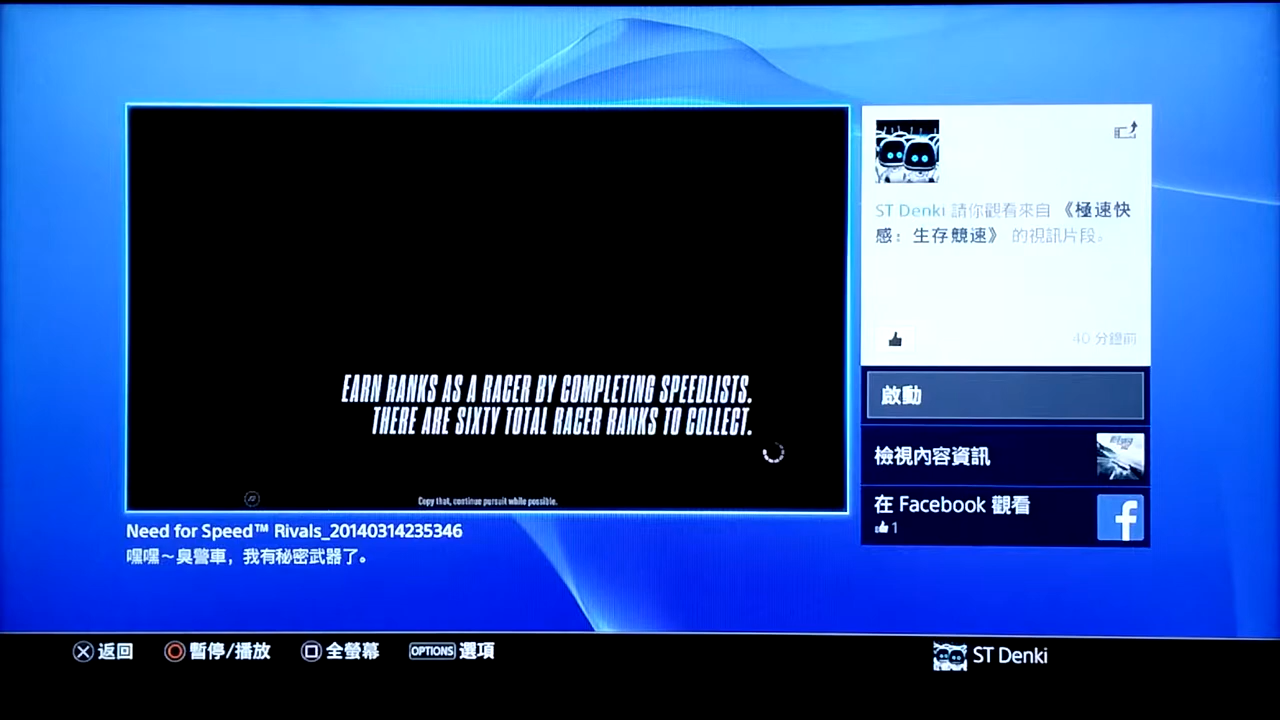 EARN RANKS AS A RACER BY COMPLETING SPEEDLISTS.
THERE ARE SIXTY TOTAL RACER RANKS TO COLLECT.
Copy that, continue pursuit while possible.
Need for Speed™ Rivals_20140314235346
嘿嘿～臭警車，我有秘密武器了。
ST Denki 請你觀看來自《極速快
感：生存競速》 的視訊片段。
40 分鐘前
啟動
檢視內容資訊
在 Facebook 觀看
1
返回
暫停/播放
全螢幕
OPTIONS 選項
ST Denki